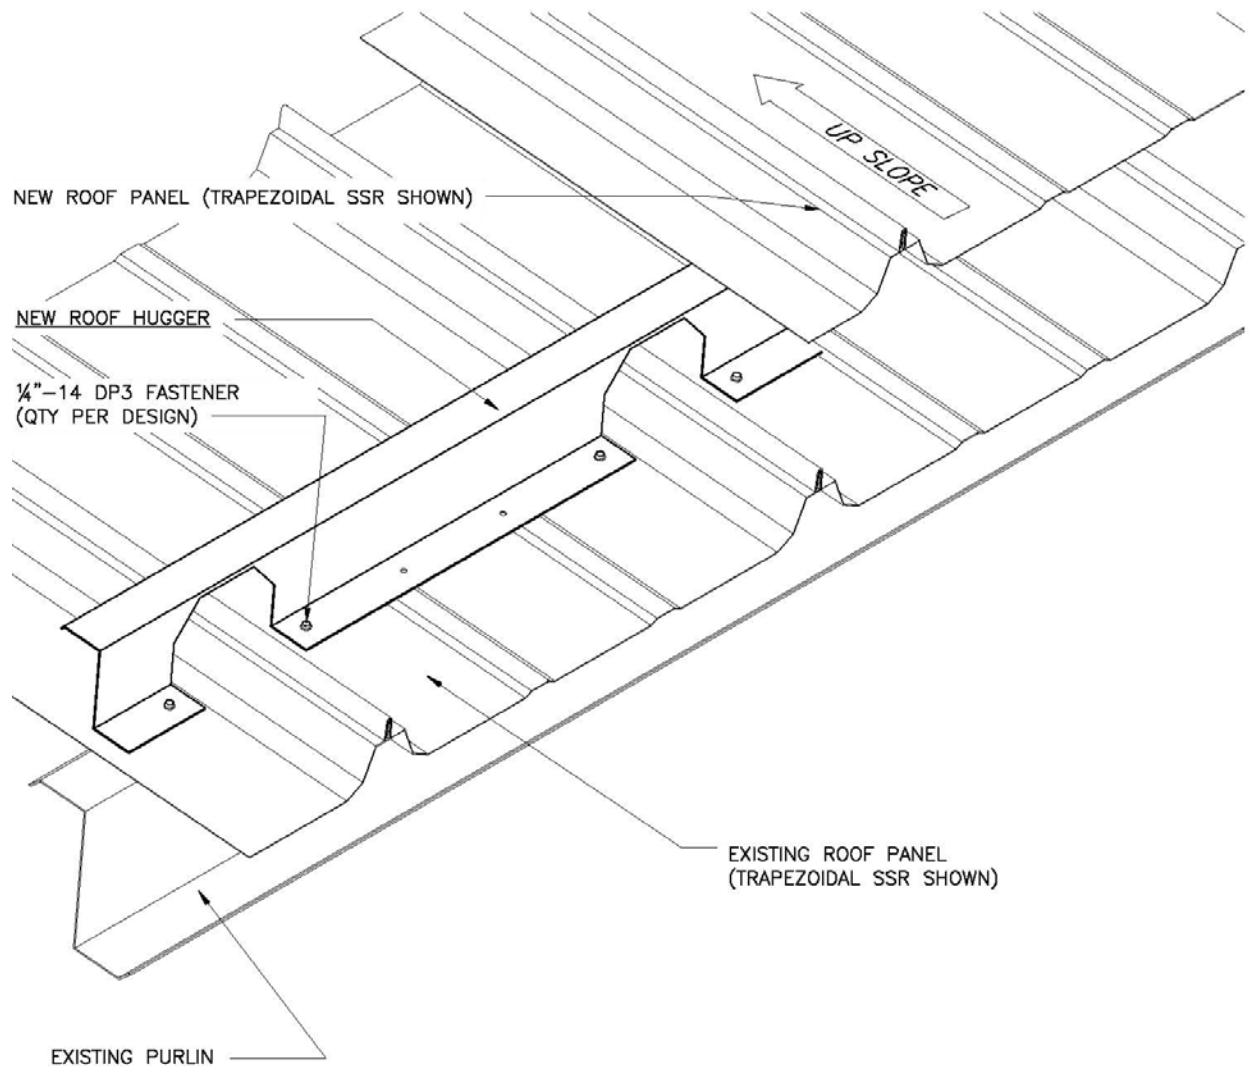 UP SLOPE
NEW ROOF PANEL (TRAPEZOIDAL SSR SHOWN)
NEW ROOF HUGGER
¼"–14 DP3 FASTENER
(QTY PER DESIGN)
EXISTING ROOF PANEL
(TRAPEZOIDAL SSR SHOWN)
EXISTING PURLIN